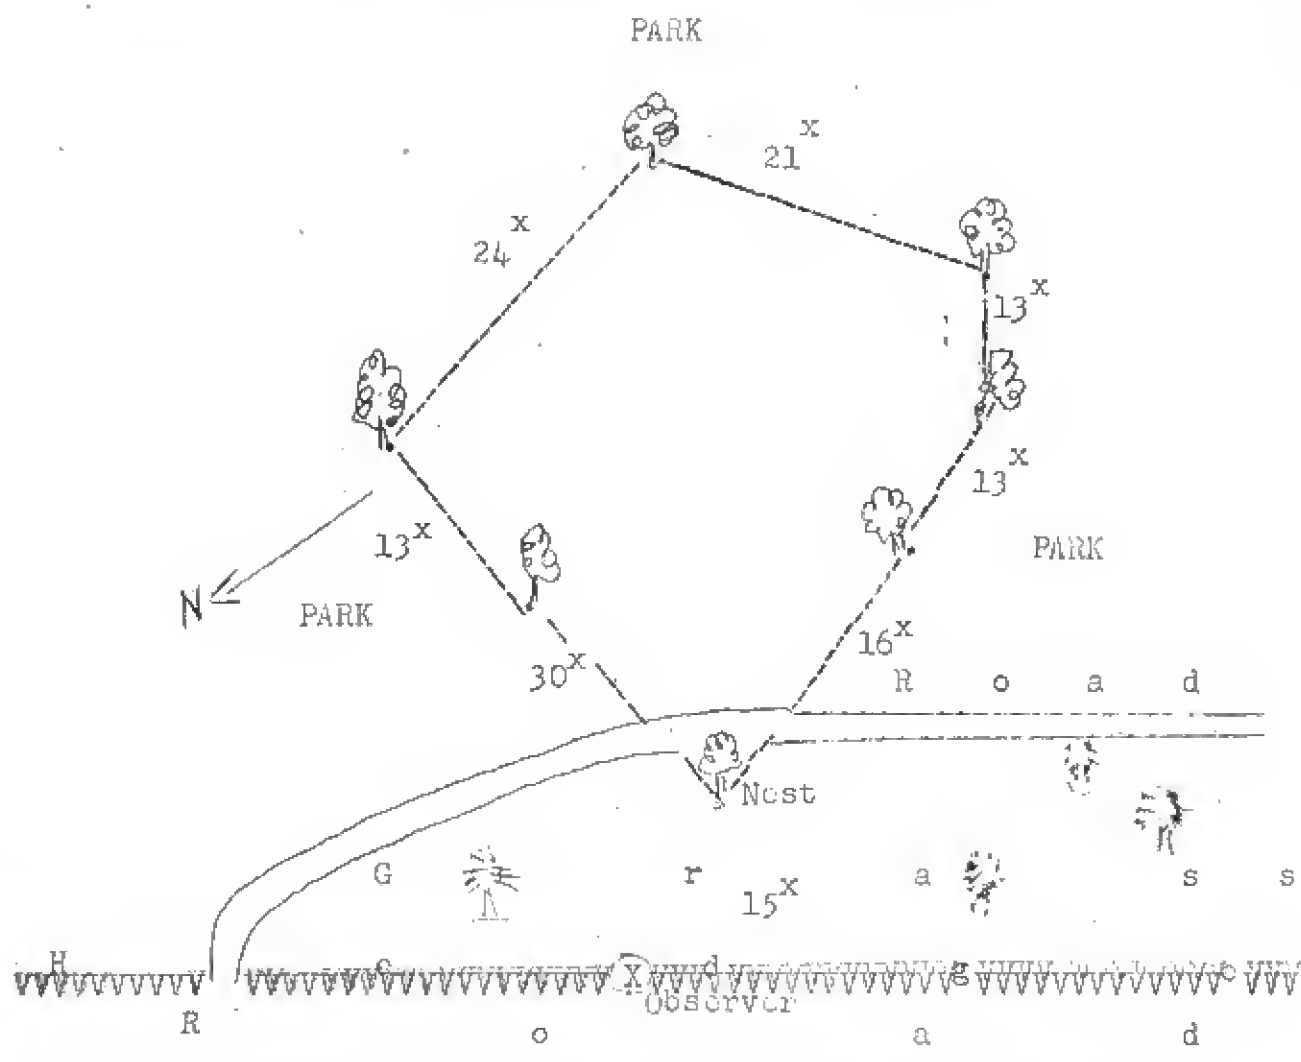 PARK
21x
24x
13x
13x
13x
PARK
N
PARK
16x
30x
R o a d
Nest
G r a s s
15x
H e d g e
X
Observer
R o a d